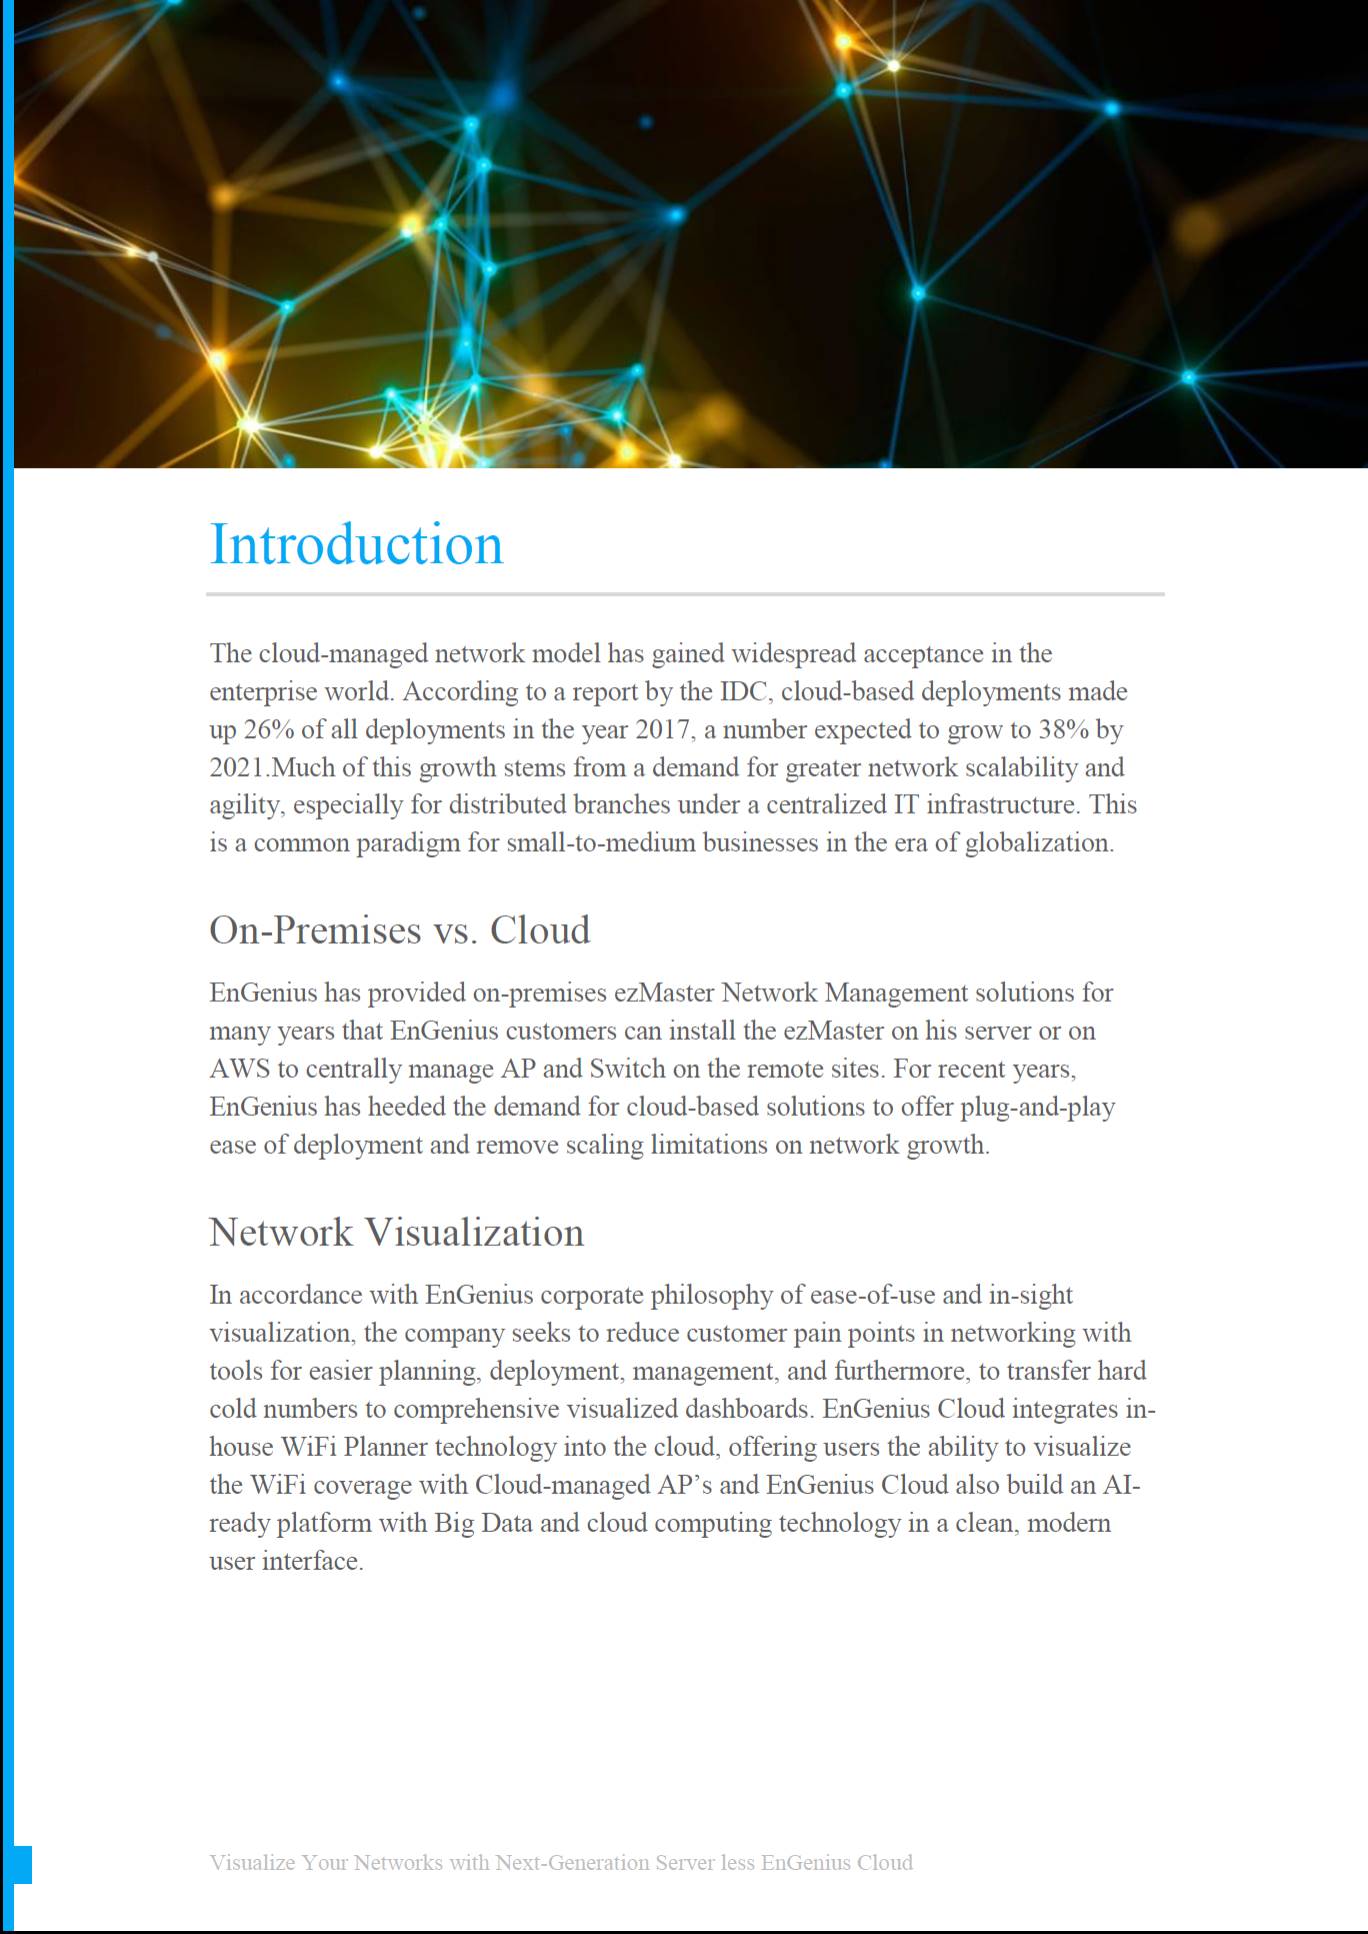 Introduction
The cloud-managed network model has gained widespread acceptance in the
enterprise world. According to a report by the IDC, cloud-based deployments made
up 26% of all deployments in the year 2017, a number expected to grow to 38% by
2021.Much of this growth stems from a demand for greater network scalability and
agility, especially for distributed branches under a centralized IT infrastructure. This
is a common paradigm for small-to-medium businesses in the era of globalization.
On-Premises vs. Cloud
EnGenius has provided on-premises ezMaster Network Management solutions for
many years that EnGenius customers can install the ezMaster on his server or on
AWS to centrally manage AP and Switch on the remote sites. For recent years,
EnGenius has heeded the demand for cloud-based solutions to offer plug-and-play
ease of deployment and remove scaling limitations on network growth.
Network Visualization
In accordance with EnGenius corporate philosophy of ease-of-use and in-sight
visualization, the company seeks to reduce customer pain points in networking with
tools for easier planning, deployment, management, and furthermore, to transfer hard
cold numbers to comprehensive visualized dashboards. EnGenius Cloud integrates in-
house WiFi Planner technology into the cloud, offering users the ability to visualize
the WiFi coverage with Cloud-managed AP’s and EnGenius Cloud also build an AI-
ready platform with Big Data and cloud computing technology in a clean, modern
user interface.
Visualize Your Networks with Next-Generation Server less EnGenius Cloud